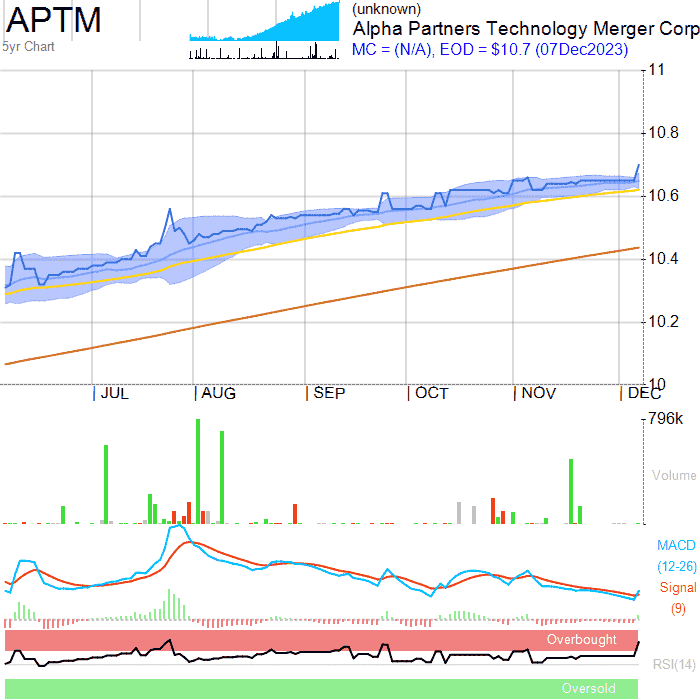 APTM
5yr Chart
(unknown)
Alpha Partners Technology Merger Corp
MC = (N/A), EOD = $10.7 (07Dec2023)
11
10.8
10.6
10.4
10.2
10
JUL
AUG
SEP
OCT
NOV
DEC
796k
Volume
MACD
(12-26)
Signal
(9)
Overbought
RSI(14)
Oversold